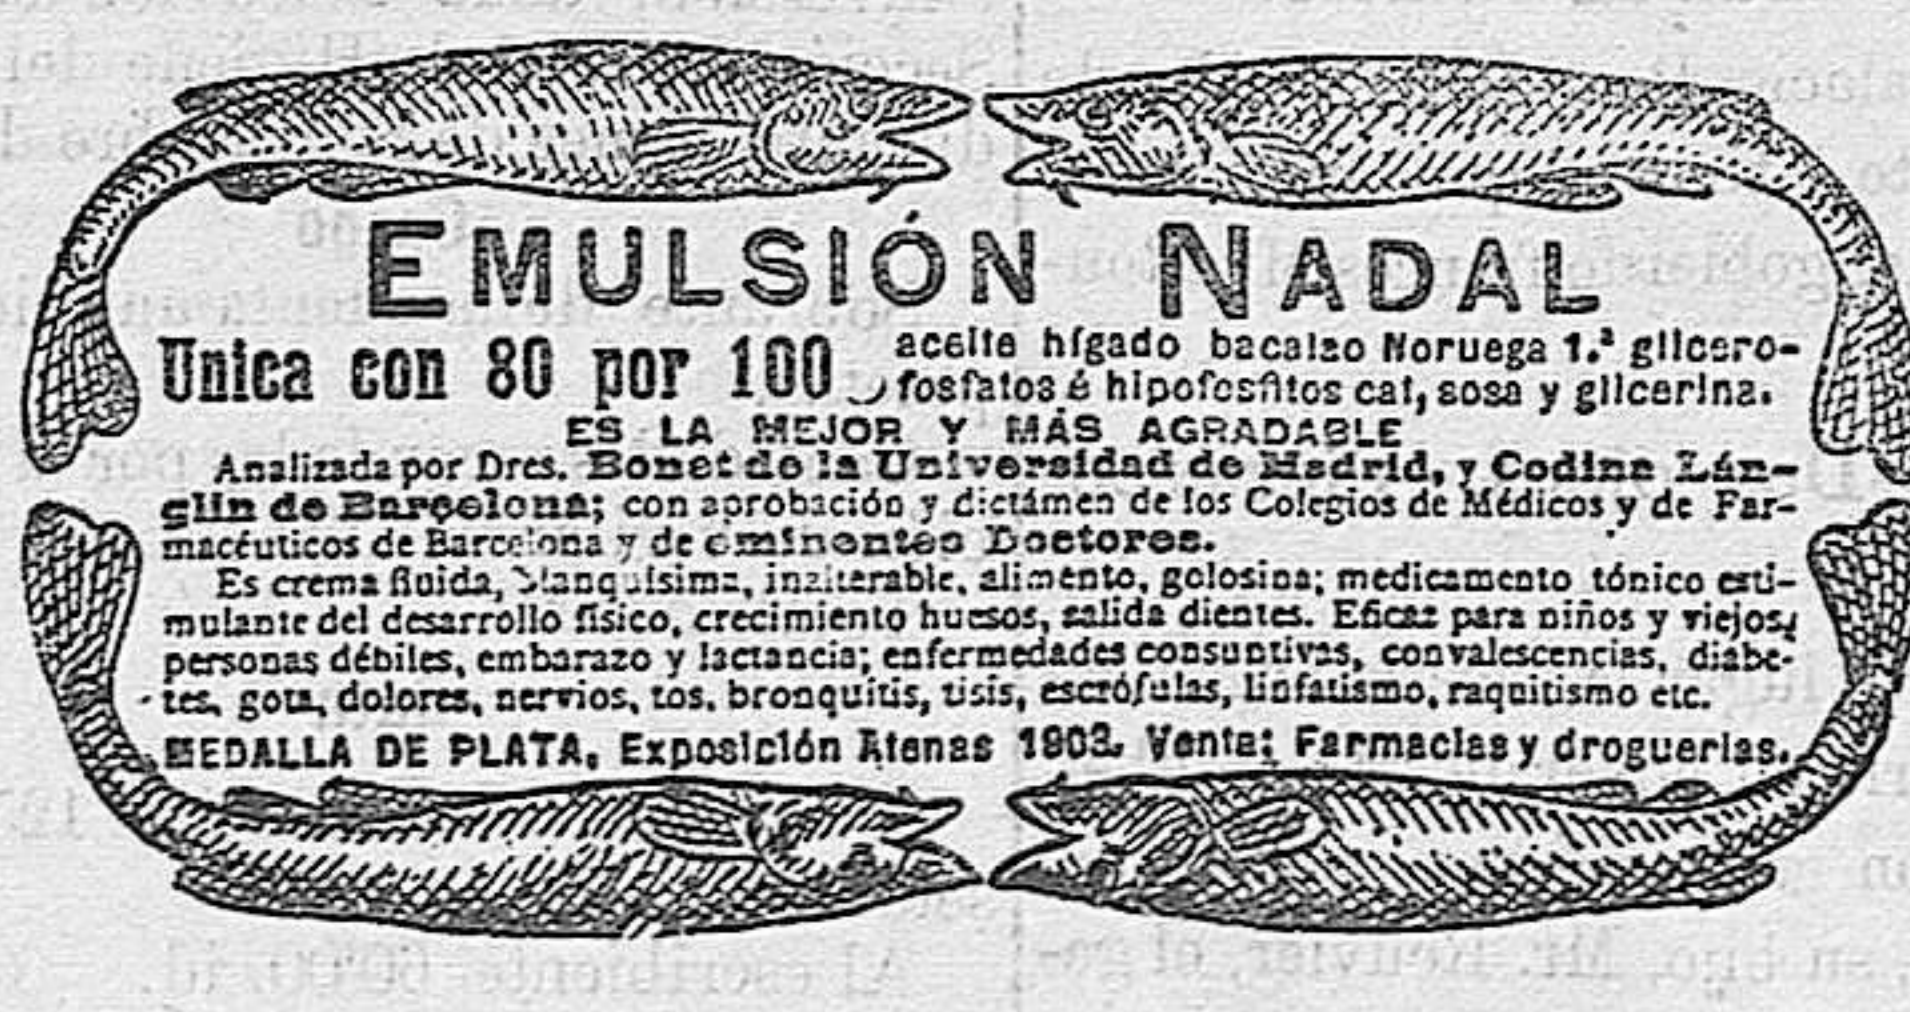 EMULSIÓN NADAL
Unica con 80 por 100 aceite hígado bacalao Noruega 1.ª glicero-
fosfatos é hipofosfitos cal, sosa y glicerina.
ES LA MEJOR Y MÁS AGRADABLE
Analizada por Dres. Bonet de la Universidad de Madrid, y Codina Lán-
glin de Barcelona; con aprobación y dictámen de los Colegios de Médicos y de Far-
macéuticos de Barcelona y de eminentes Doctores.
Es crema fluida, blanquísima, inalterable, alimento, golosina; medicamento tónico esti-
mulante del desarrollo físico, crecimiento huesos, salida dientes. Eficaz para niños y viejos,
personas débiles, embarazo y lactancia; enfermedades consuntivas, convalescencias, diabe-
tes, gota, dolores, nervios, tos, bronquitis, tisis, escrófulas, linfatismo, raquitismo etc.
MEDALLA DE PLATA, Exposición Atenas 1903. Venta: Farmacias y droguerias.